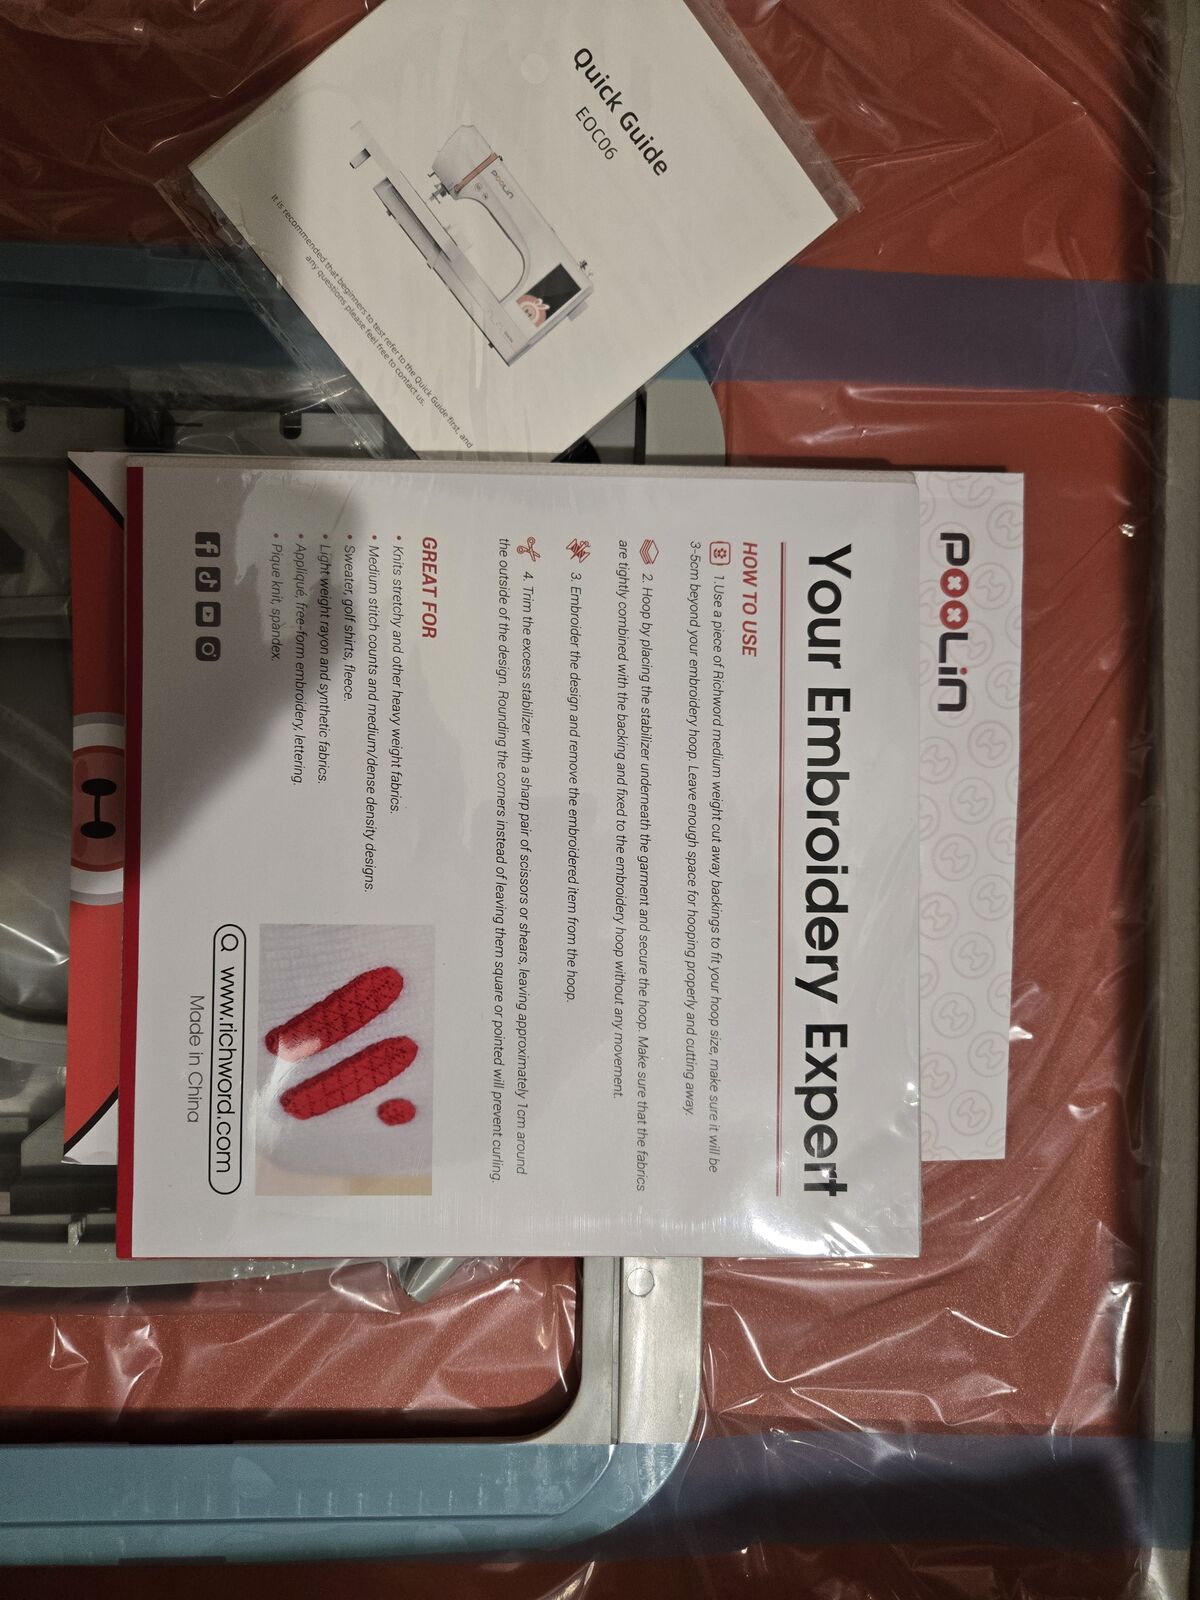 Quick Guide
EOC06
POOLiN
It is recommended that beginners to test refer to the Quick Guide first, and
any questions please feel free to contact us.
POOLiN
Your Embroidery Expert
HOW TO USE
1.Use a piece of Richword medium weight cut away backings to fit your hoop size, make sure it will be
3-5cm beyond your embroidery hoop. Leave enough space for hooping properly and cutting away.
2. Hoop by placing the stabilizer underneath the garment and secure the hoop. Make sure that the fabrics
are tightly combined with the backing and fixed to the embroidery hoop without any movement.
3. Embroider the design and remove the embroidered item from the hoop.
4. Trim the excess stabilizer with a sharp pair of scissors or shears, leaving approximately 1cm around
the outside of the design. Rounding the corners instead of leaving them square or pointed will prevent curling.
GREAT FOR
• Knits stretchy and other heavy weight fabrics.
• Medium stitch counts and medium/dense density designs.
• Sweater, golf shirts, fleece.
• Light weight rayon and synthetic fabrics.
• Appliqué, free-form embroidery, lettering.
• Pique knit, spandex.
www.richword.com
Made in China